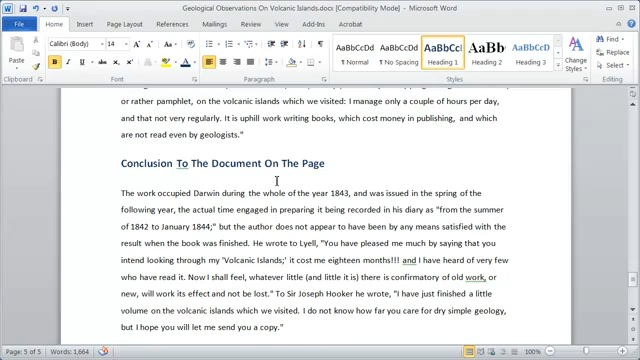 Geological Observations On Volcanic Islands.docx [Compatibility Mode] - Microsoft Word
File Home Insert Page Layout References Mailings Review View Add-Ins Acrobat
Calibri (Body) 14
AaBbCcDd AaBbCcDd AaBbCc AaBb AaBbCcDd
Find
Replace
Select
Paste
¶ Normal ¶ No Spacing Heading 1 Heading 2 Heading 3
Change Styles
Clipboard Font Paragraph Styles Editing
or rather pamphlet, on the volcanic islands which we visited: I manage only a couple of hours per day,
and that not very regularly. It is uphill work writing books, which cost money in publishing, and which
are not read even by geologists."
Conclusion To The Document On The Page
The work occupied Darwin during the whole of the year 1843, and was issued in the spring of the
following year, the actual time engaged in preparing it being recorded in his diary as "from the summer
of 1842 to January 1844;" but the author does not appear to have been by any means satisfied with the
result when the book was finished. He wrote to Lyell, "You have pleased me much by saying that you
intend looking through my 'Volcanic Islands;' it cost me eighteen months!!! and I have heard of very few
who have read it. Now I shall feel, whatever little (and little it is) there is confirmatory of old work, or
new, will work its effect and not be lost." To Sir Joseph Hooker he wrote, "I have just finished a little
volume on the volcanic islands which we visited. I do not know how far you care for dry simple geology,
but I hope you will let me send you a copy."
Page: 5 of 5 Words: 1,664 100%